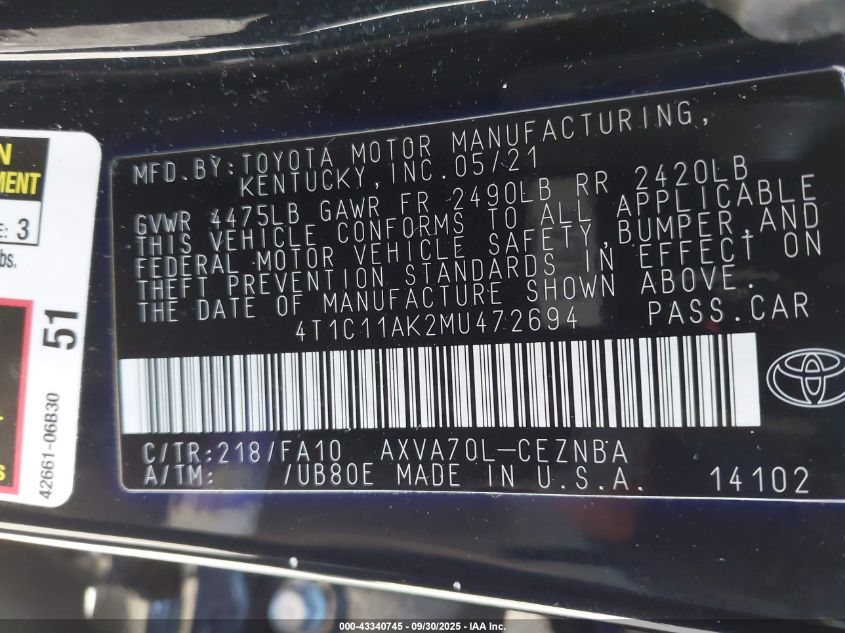 MFD.BY:TOYOTA MOTOR MANUFACTURING,
KENTUCKY,INC.05/21
GVWR 4475LB GAWR FR 2490LB RR 2420LB
THIS VEHICLE CONFORMS TO ALL APPLICABLE
FEDERAL MOTOR VEHICLE SAFETY,BUMPER,AND
THEFT PREVENTION STANDARDS IN EFFECT ON
THE DATE OF MANUFACTURE SHOWN ABOVE.
4T1C11AK2MU472694 PASS.CAR
C/TR:218/FA10 AXVA70L-CEZNBA
A/TM: /UB80E MADE IN U.S.A. 14102
N
MENT
E: 3
bs.
51
42661-06B30
s
000-43340745 - 09/30/2025 - IAA Inc.